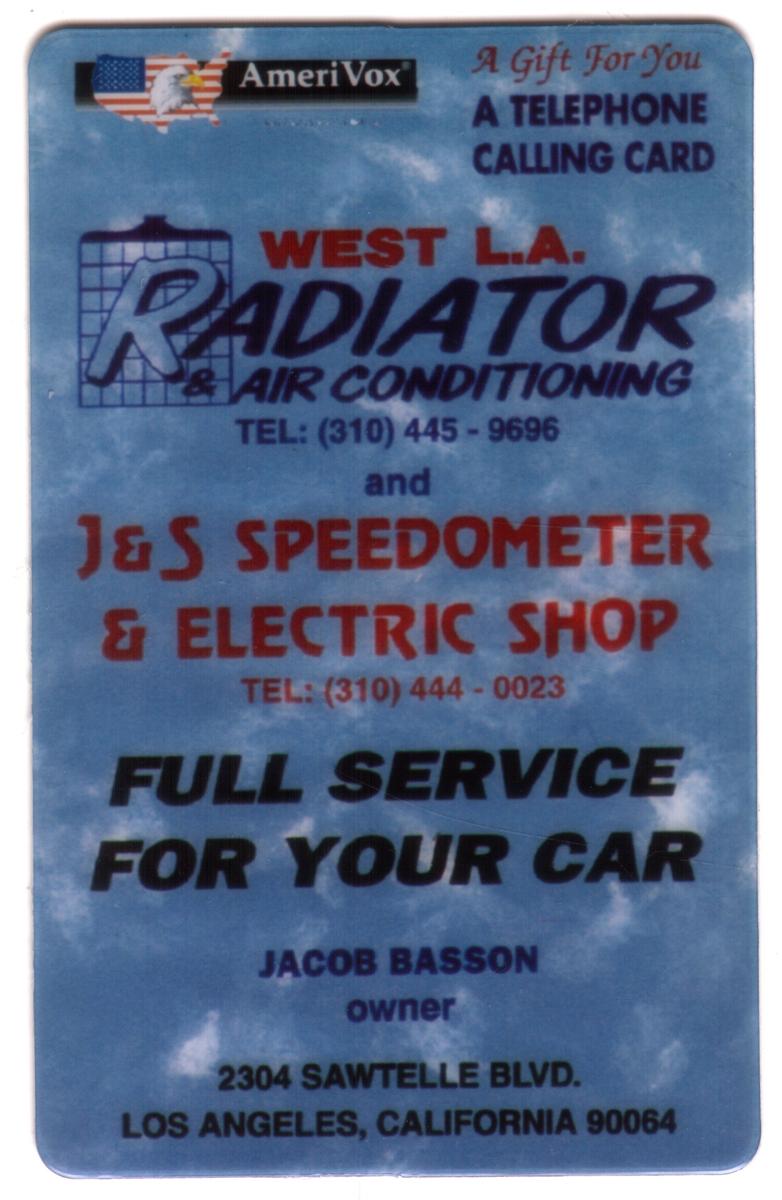 AmeriVox®
A Gift For You
A TELEPHONE
CALLING CARD
WEST L.A.
RADIATOR
& AIR CONDITIONING
TEL: (310) 445 - 9696
and
J & S SPEEDOMETER
& ELECTRIC SHOP
TEL: (310) 444 - 0023
FULL SERVICE
FOR YOUR CAR
JACOB BASSON
owner
2304 SAWTELLE BLVD.
LOS ANGELES, CALIFORNIA 90064